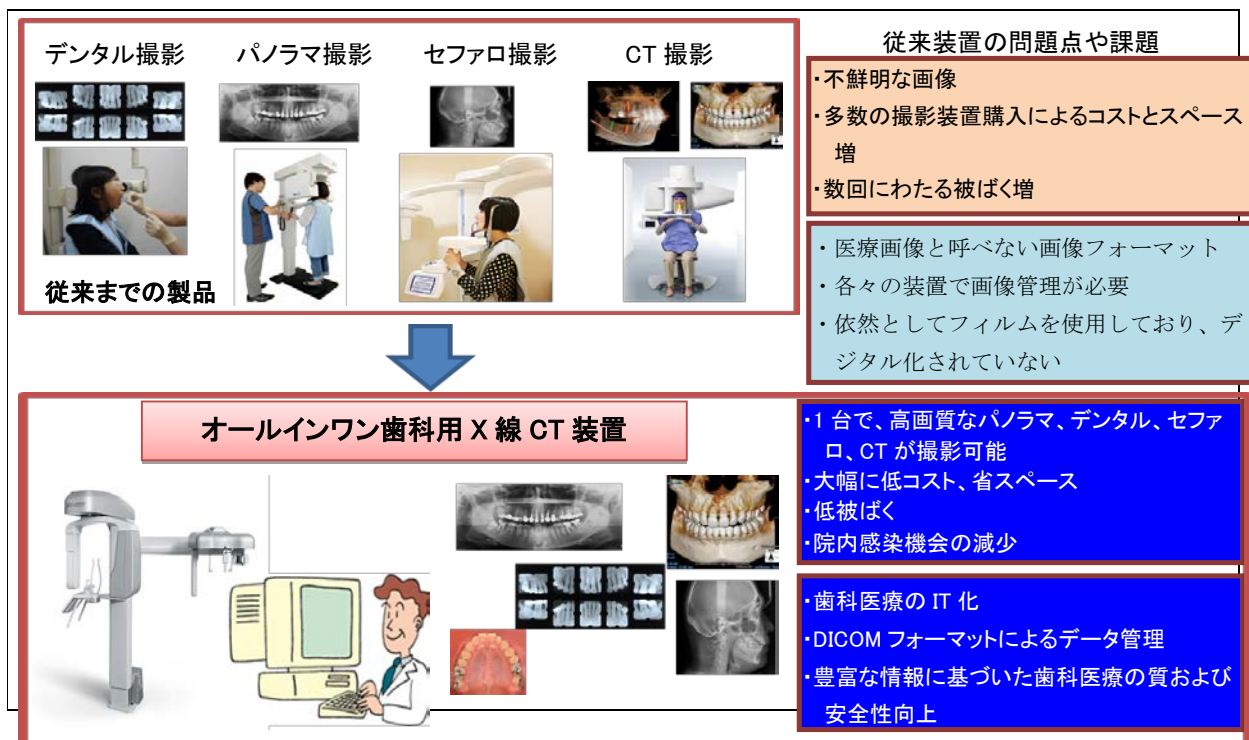 デンタル撮影
パノラマ撮影
セファロ撮影
CT 撮影
従来までの製品
従来装置の問題点や課題
・不鮮明な画像
・多数の撮影装置購入によるコストとスペース
増
・数回にわたる被ばく増
・医療画像と呼べない画像フォーマット
・各々の装置で画像管理が必要
・依然としてフィルムを使用しており、デ
ジタル化されていない
オールインワン歯科用 X 線 CT 装置
・1 台で、高画質なパノラマ、デンタル、セファ
ロ、CT が撮影可能
・大幅に低コスト、省スペース
・低被ばく
・院内感染機会の減少
・歯科医療の IT 化
・DICOM フォーマットによるデータ管理
・豊富な情報に基づいた歯科医療の質および
安全性向上